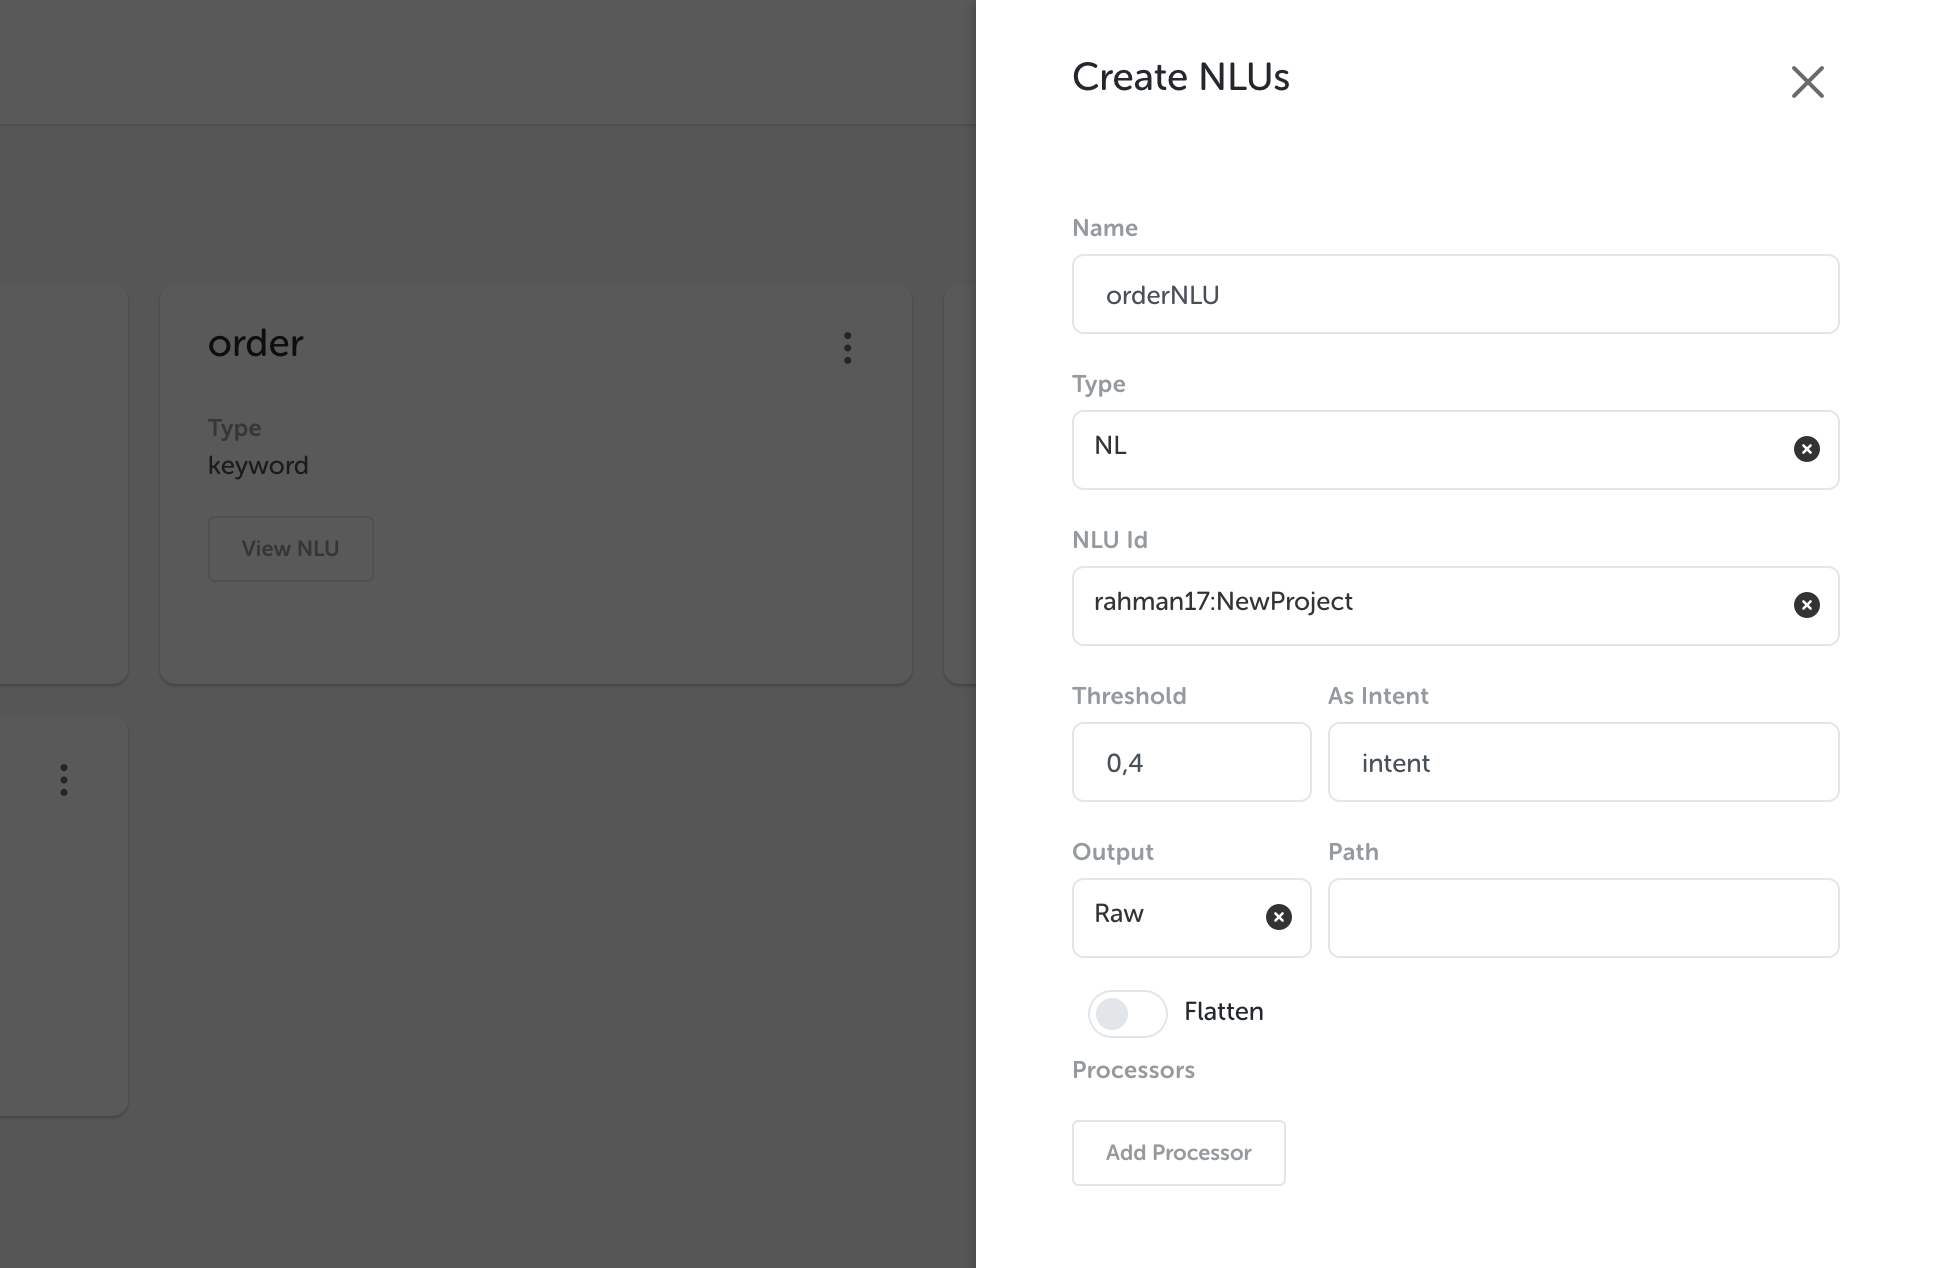 order
Type
keyword
View NLU
Create NLUs
Name
orderNLU
Type
NL
NLU Id
rahman17:NewProject
Threshold
As Intent
0,4
intent
Output
Path
Raw
Flatten
Processors
Add Processor